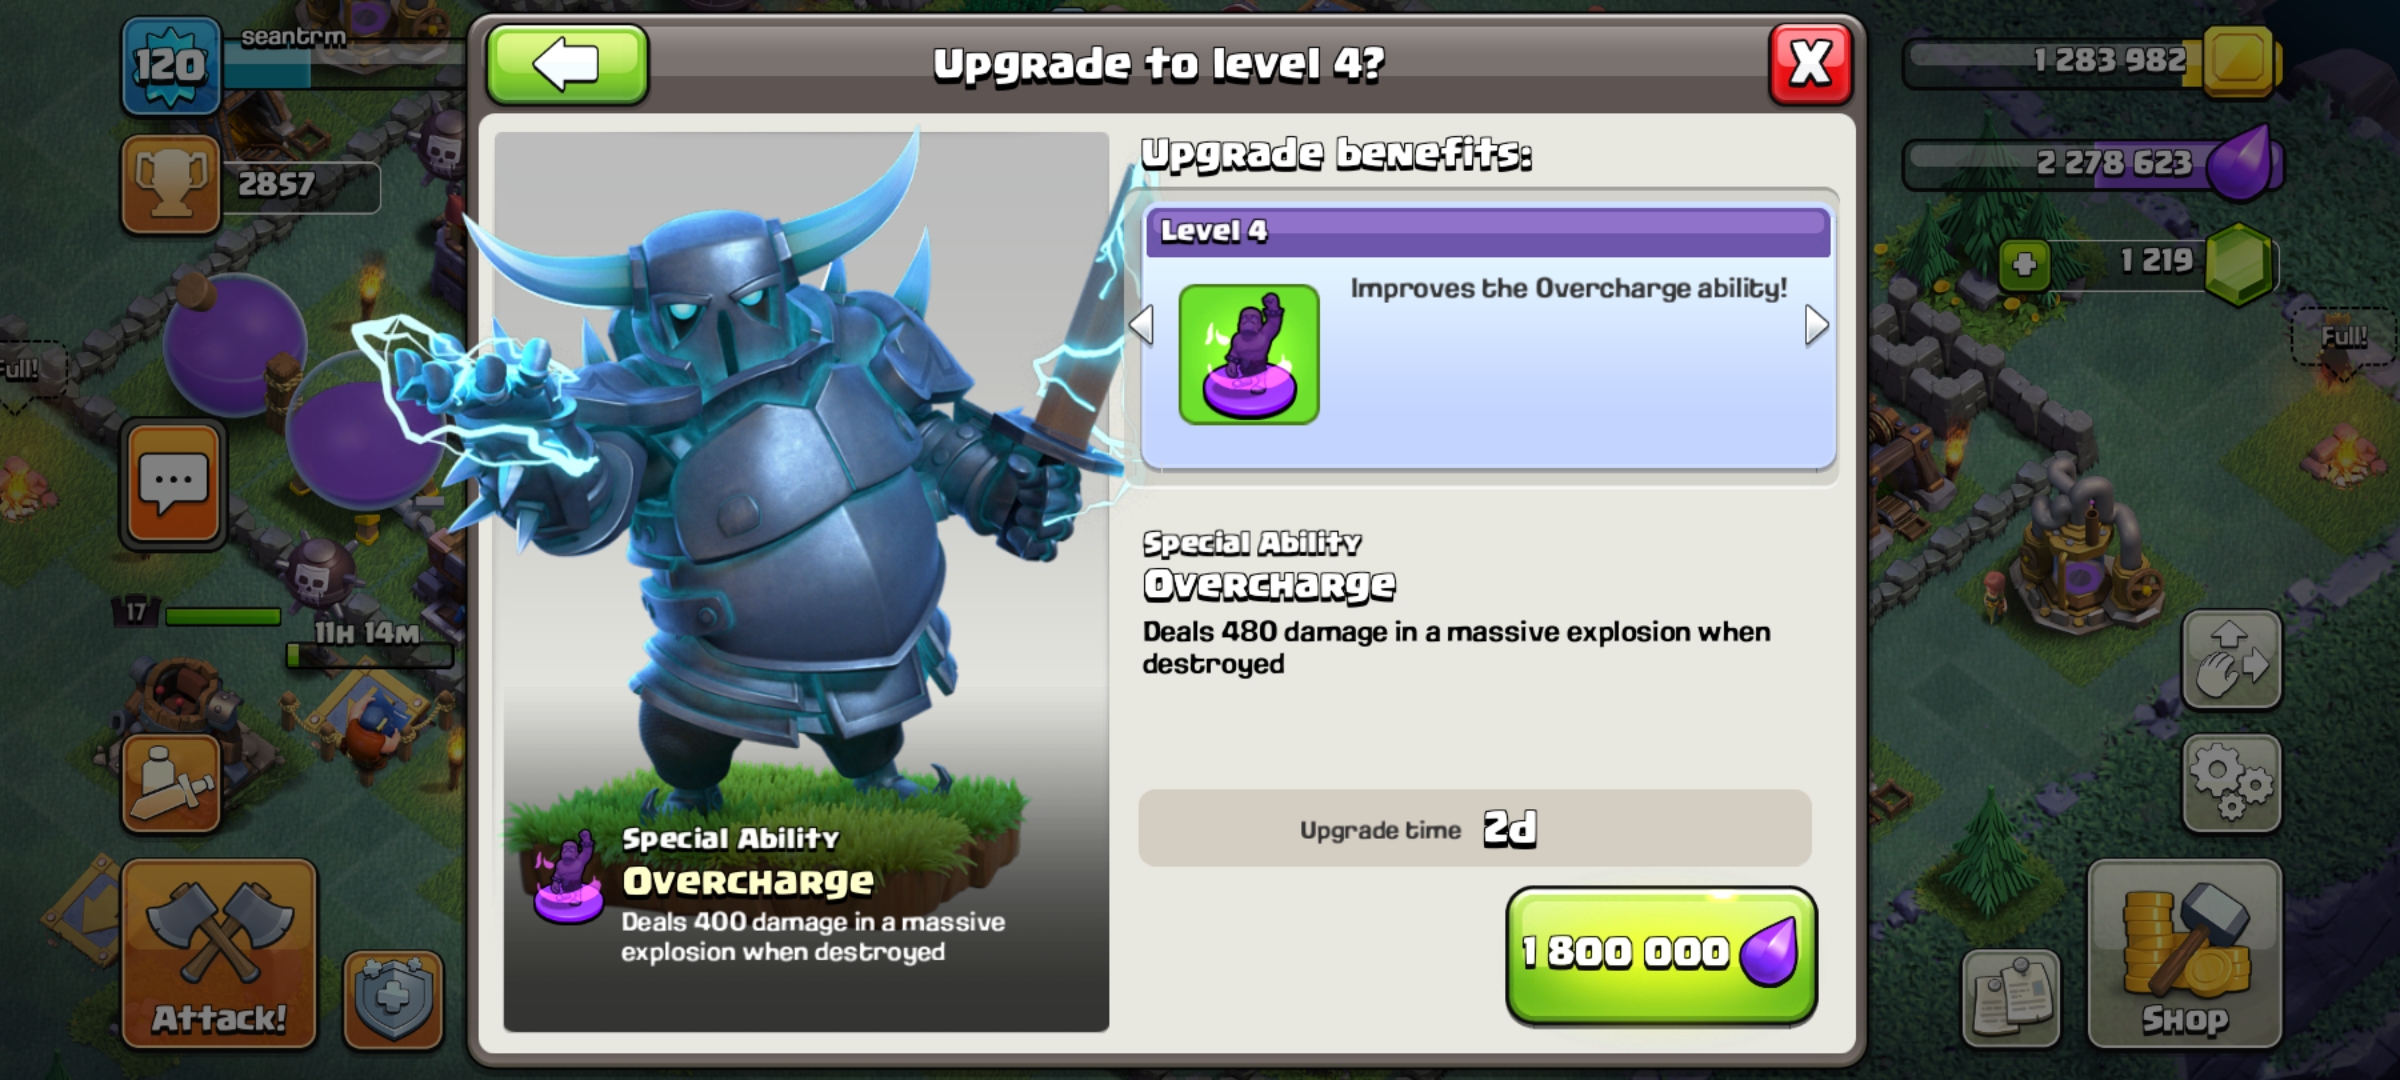 120
seantrm
2857
Full!
17
11H 14M
Attack!
Upgrade to level 4?
X
Special Ability
Overcharge
Deals 400 damage in a massive
explosion when destroyed
Upgrade benefits:
Level 4
Improves the Overcharge ability!
Special Ability
Overcharge
Deals 480 damage in a massive explosion when
destroyed
Upgrade time 2d
1 800 000
1 283 982
2 278 623
1 219
Full!
Shop